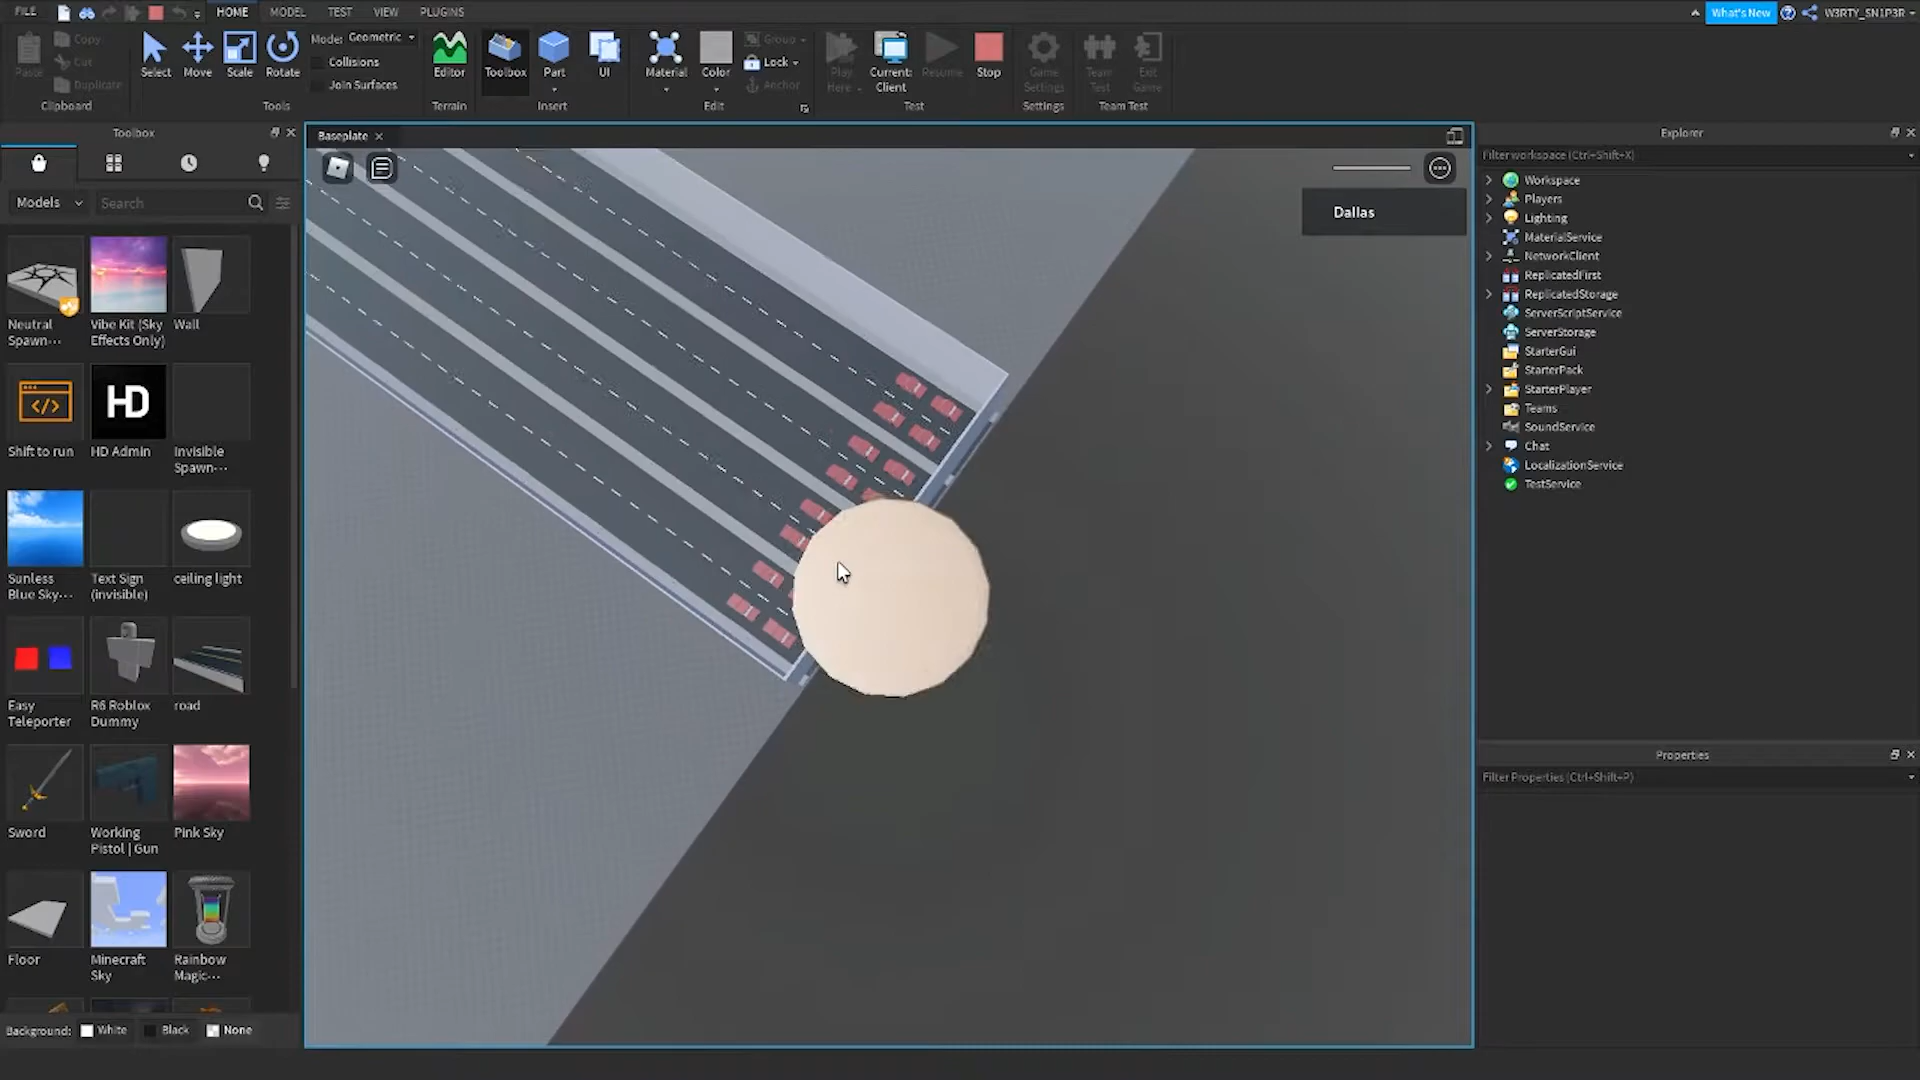 FILE HOME MODEL TEST VIEW PLUGINS What's New W3RTY_SN1P3R
Paste Copy Cut Duplicate
Clipboard
Select Move Scale Rotate
Mode: Geometric
Collisions
Join Surfaces
Tools
Editor
Terrain
Toolbox Part UI
Insert
Material Color Group Lock Anchor
Edit
Play Here Current: Client Resume Stop
Test
Game Settings
Settings
Team Test Exit Game
Team Test
Toolbox
Models Search
Neutral Spawn···
Vibe Kit (Sky Effects Only)
Wall
Shift to run
HD
HD Admin
Invisible Spawn···
Sunless Blue Sky···
Text Sign (invisible)
ceiling light
Easy Teleporter
R6 Roblox Dummy
road
Sword
Working Pistol | Gun
Pink Sky
Floor
Minecraft Sky
Rainbow Magic···
Background: White Black None
Baseplate
Dallas
Explorer
Filter workspace (Ctrl+Shift+X)
Workspace
Players
Lighting
MaterialService
NetworkClient
ReplicatedFirst
ReplicatedStorage
ServerScriptService
ServerStorage
StarterGui
StarterPack
StarterPlayer
Teams
SoundService
Chat
LocalizationService
TestService
Properties
Filter Properties (Ctrl+Shift+P)